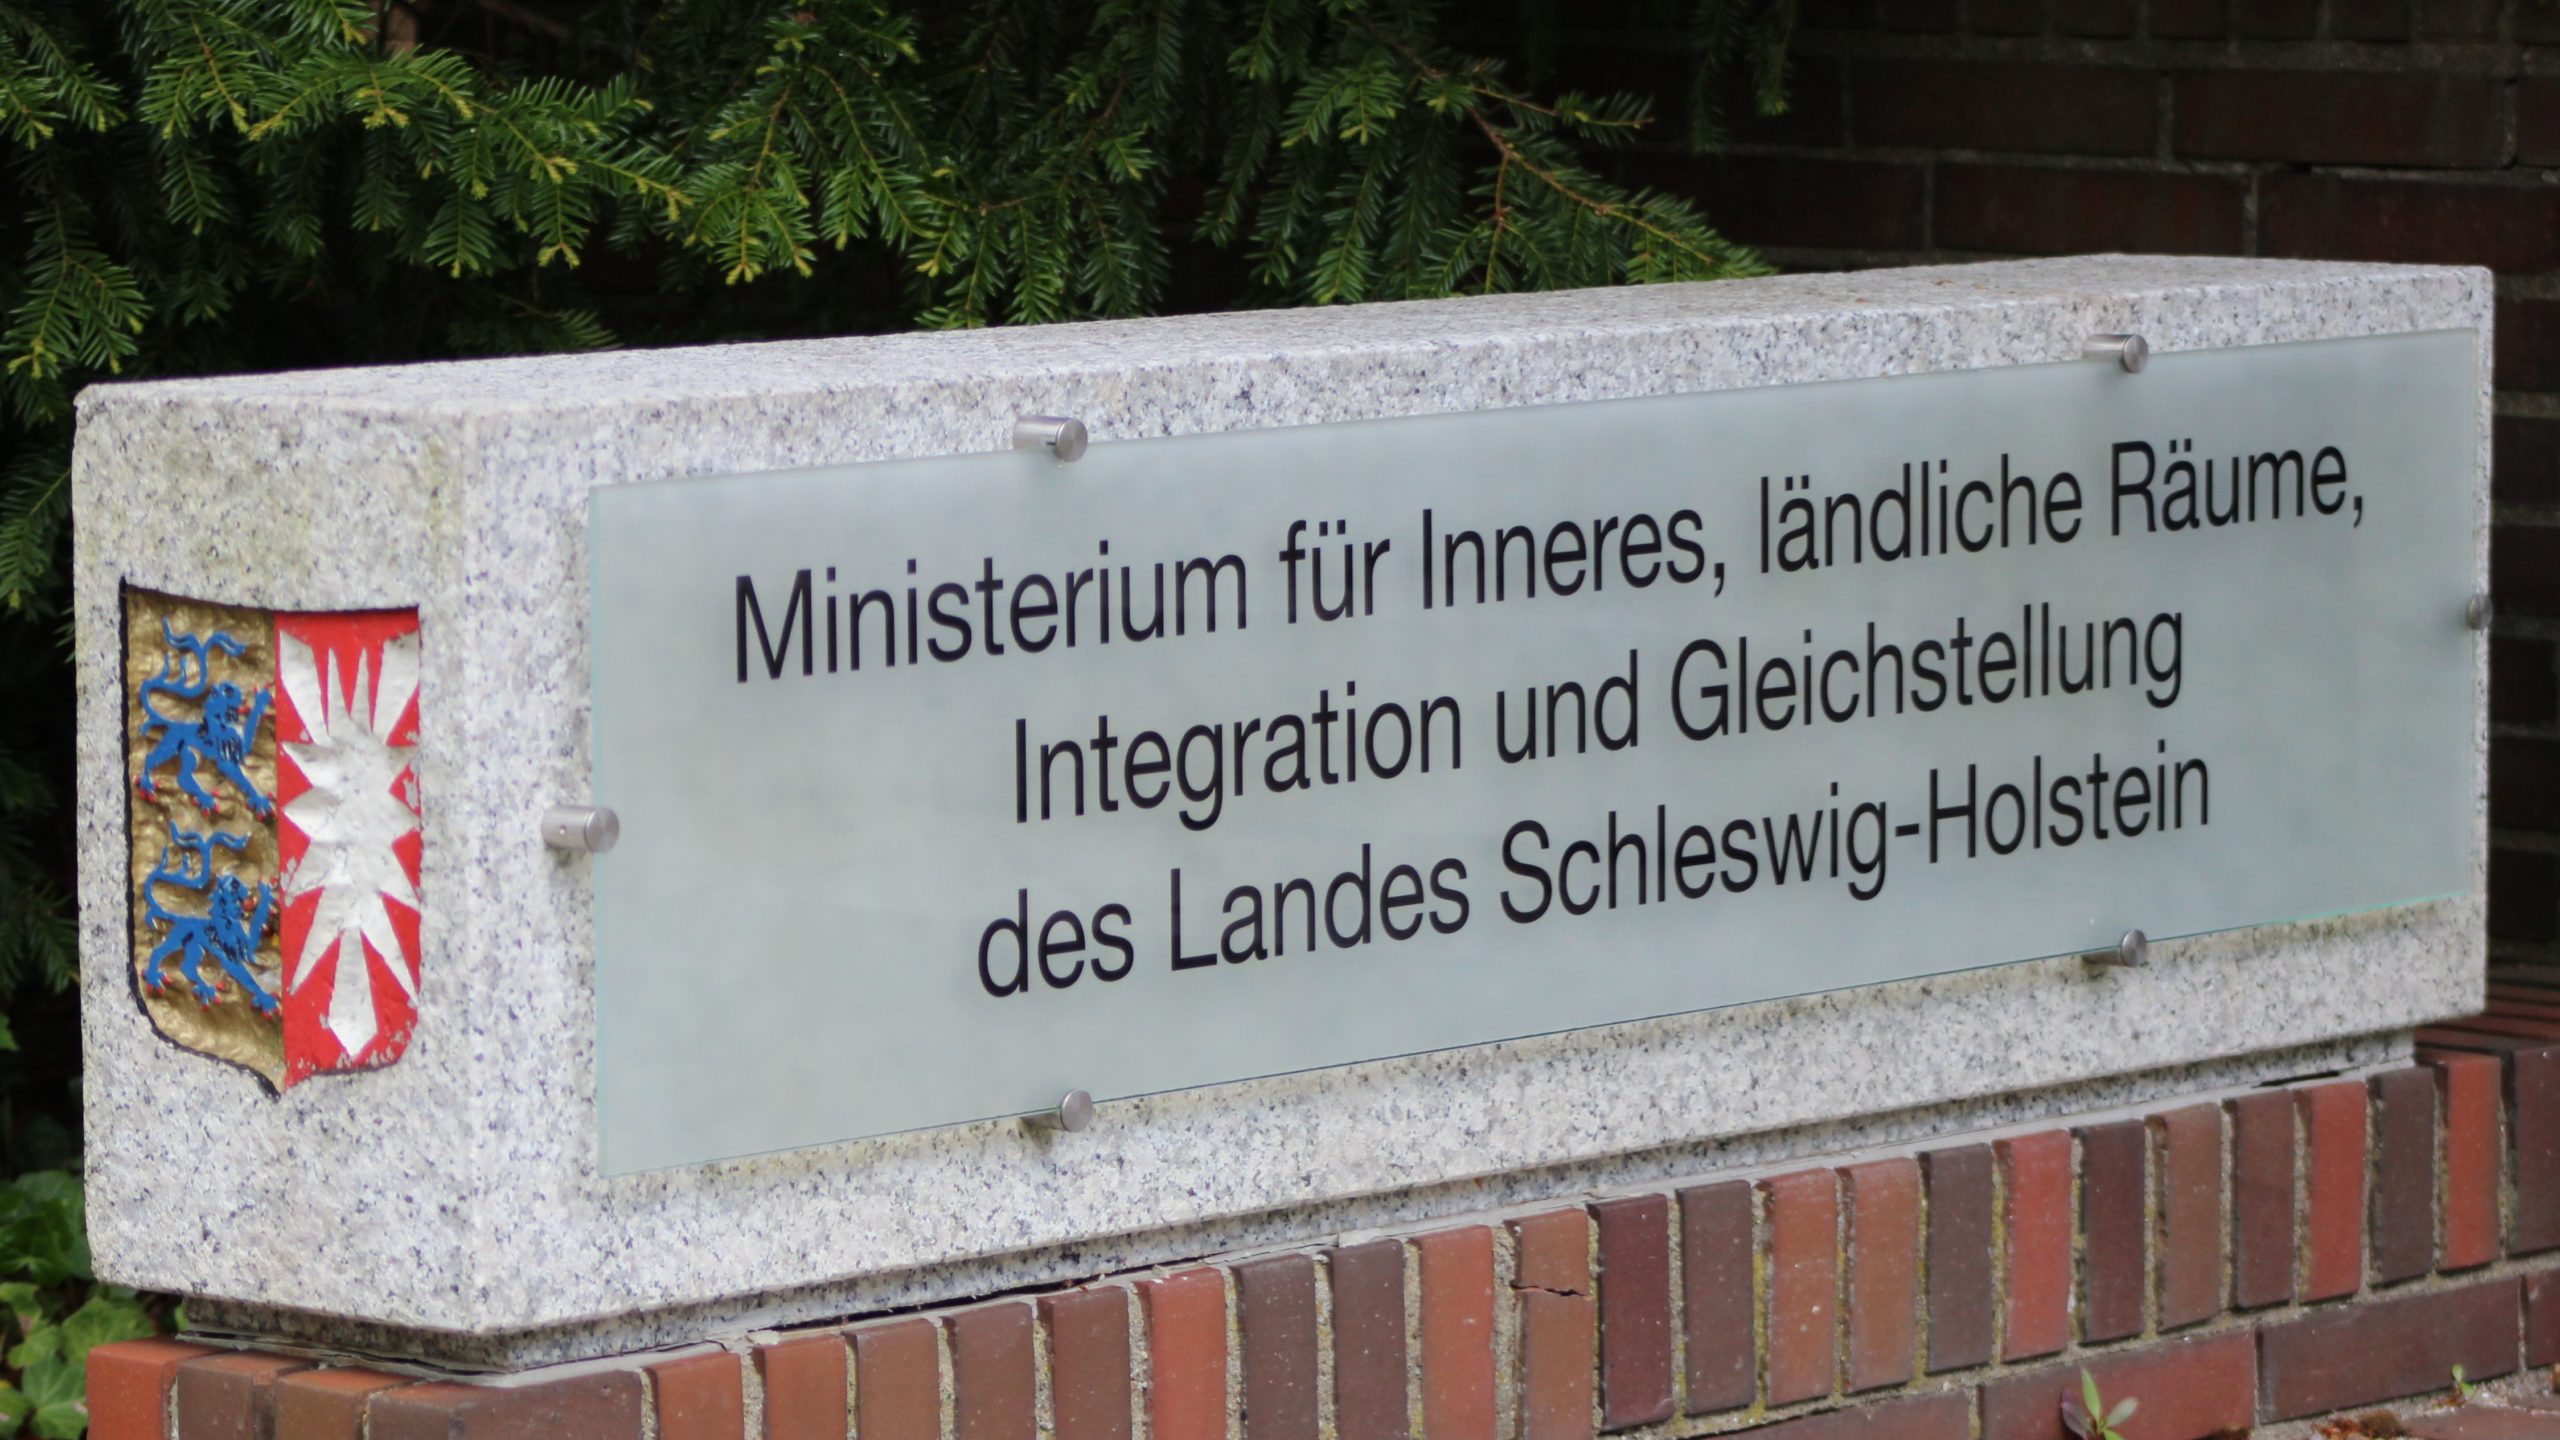 Ministerium für Inneres, ländliche Räume,
Integration und Gleichstellung
des Landes Schleswig-Holstein